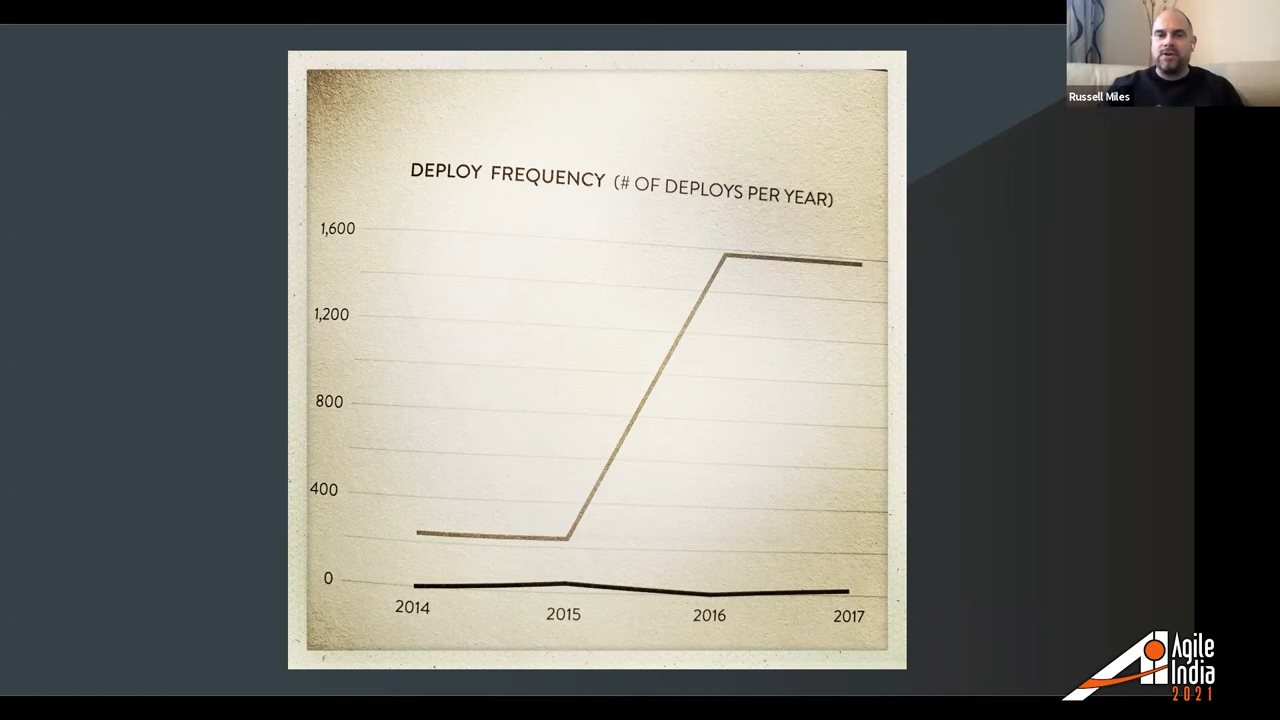 Russell Miles
DEPLOY FREQUENCY (# OF DEPLOYS PER YEAR)
1,600
1,200
800
400
0
2014 2015 2016 2017
Agile
India
2021